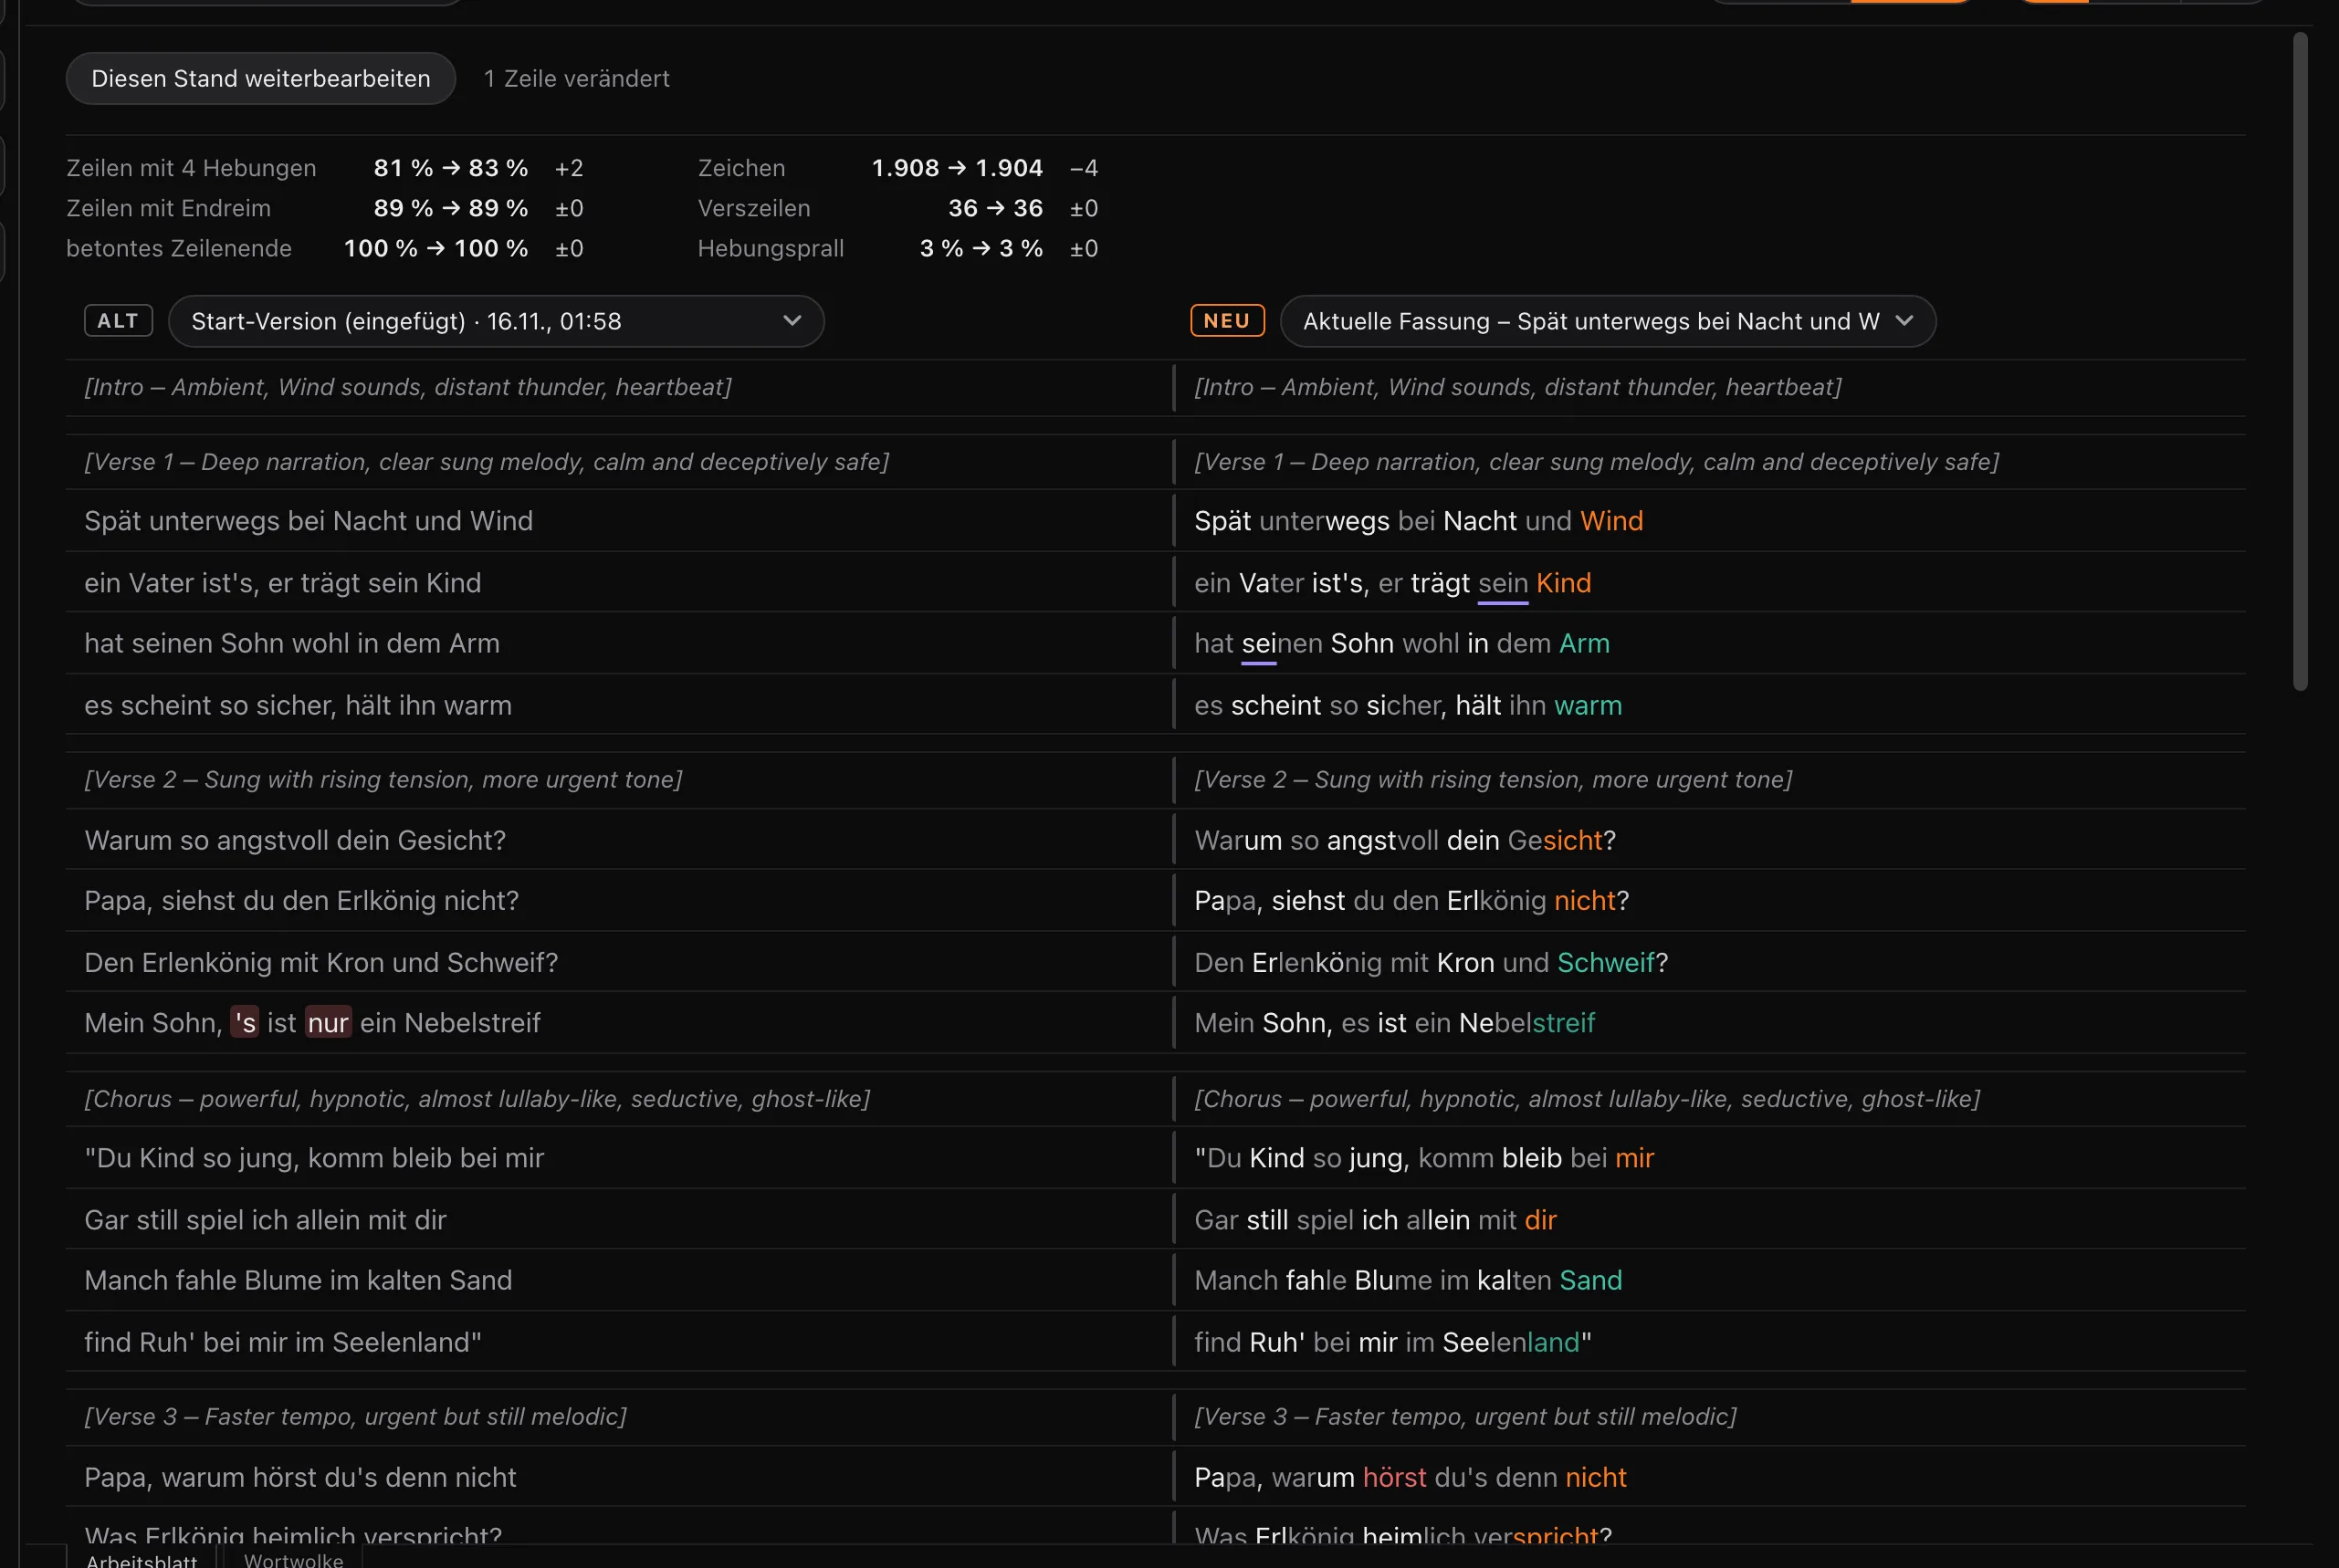 Diesen Stand weiterbearbeiten 1 Zeile verändert
Zeilen mit 4 Hebungen 81 % → 83 % +2 Zeichen 1.908 → 1.904 −4
Zeilen mit Endreim 89 % → 89 % ±0 Verszeilen 36 → 36 ±0
betontes Zeilenende 100 % → 100 % ±0 Hebungsprall 3 % → 3 % ±0
ALT Start-Version (eingefügt) · 16.11., 01:58 NEU Aktuelle Fassung – Spät unterwegs bei Nacht und W
[Intro – Ambient, Wind sounds, distant thunder, heartbeat] [Intro – Ambient, Wind sounds, distant thunder, heartbeat]
[Verse 1 – Deep narration, clear sung melody, calm and deceptively safe] [Verse 1 – Deep narration, clear sung melody, calm and deceptively safe]
Spät unterwegs bei Nacht und Wind Spät unterwegs bei Nacht und Wind
ein Vater ist's, er trägt sein Kind ein Vater ist's, er trägt sein Kind
hat seinen Sohn wohl in dem Arm hat seinen Sohn wohl in dem Arm
es scheint so sicher, hält ihn warm es scheint so sicher, hält ihn warm
[Verse 2 – Sung with rising tension, more urgent tone] [Verse 2 – Sung with rising tension, more urgent tone]
Warum so angstvoll dein Gesicht? Warum so angstvoll dein Gesicht?
Papa, siehst du den Erlkönig nicht? Papa, siehst du den Erlkönig nicht?
Den Erlenkönig mit Kron und Schweif? Den Erlenkönig mit Kron und Schweif?
Mein Sohn, 's ist nur ein Nebelstreif Mein Sohn, es ist ein Nebelstreif
[Chorus – powerful, hypnotic, almost lullaby-like, seductive, ghost-like] [Chorus – powerful, hypnotic, almost lullaby-like, seductive, ghost-like]
"Du Kind so jung, komm bleib bei mir "Du Kind so jung, komm bleib bei mir
Gar still spiel ich allein mit dir Gar still spiel ich allein mit dir
Manch fahle Blume im kalten Sand Manch fahle Blume im kalten Sand
find Ruh' bei mir im Seelenland" find Ruh' bei mir im Seelenland"
[Verse 3 – Faster tempo, urgent but still melodic] [Verse 3 – Faster tempo, urgent but still melodic]
Papa, warum hörst du's denn nicht Papa, warum hörst du's denn nicht
Was Erlkönig heimlich verspricht? Was Erlkönig heimlich verspricht?
Arbeitsblatt Wortwolke